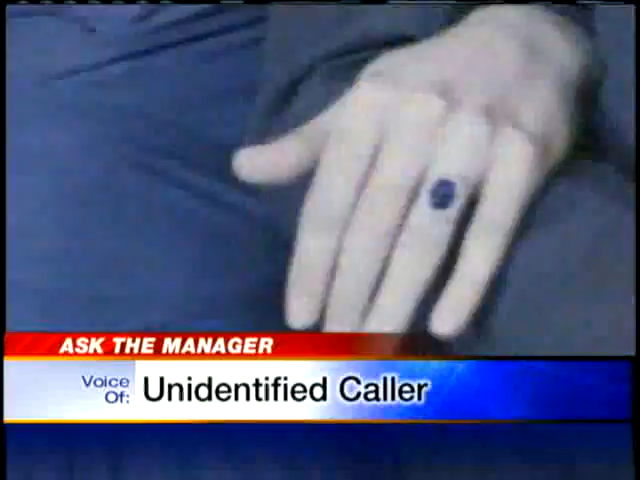 ASK THE MANAGER
Voice
Of:
Unidentified Caller